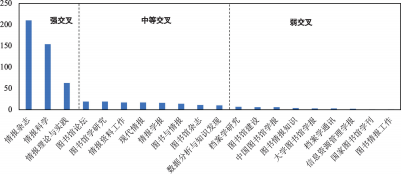 250
200
150
100
50
0
强交叉
中等交叉
弱交叉
情报杂志
情报科学
情报理论与实践
图书馆论坛
图书馆学研究
情报资料工作
现代情报
情报学报
图书与情报
图书馆杂志
数据分析与知识发现
档案学研究
图书馆建设
中国图书馆学报
图书情报知识
大学图书馆学报
档案学通讯
信息资源管理学报
国家图书馆学刊
图书情报工作